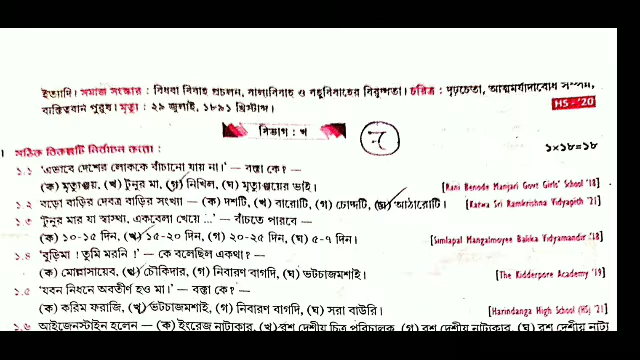 ইত্যাদি। সমাজ সংস্কার : বিধবা বিবাহ প্রচলন, বাল্যবিবাহ ও বহুবিবাহের বিরুদ্ধতা। চরিত্র : দৃঢ়চেতা, আত্মমর্যাদাবোধ সম্পন্ন,
ব্যক্তিত্ববান পুরুষ। মৃত্যু : ২৯ জুলাই, ১৮৯১ খ্রিস্টাব্দ।
HS-'20
বিভাগ : খ
১×১৮=১৮
সঠিক বিকল্পটি নির্বাচন করো :
১.১ 'এভাবে দেশের লোককে বাঁচানো যায় না।' – বক্তা কে ?
(ক) মৃত্যুঞ্জয়, (খ) টুনুর মা, (গ) নিখিল, (ঘ) মৃত্যুঞ্জয়ের ভাই। [Rani Benode Manjari Govt Girls' School '18]
১.২ বড়ো বাড়ির দেবত্র বাড়ির সংখ্যা – (ক) দশটি, (খ) বারোটি, (গ) চোদ্দটি, (ঘ) আঠারোটি। [Katwa Sri Ramkrishna Vidyapith '21]
১.৩ 'টুনুর মার যা স্বাস্থ্য, একবেলা খেয়ে ...' – বাঁচতে পারবে –
(ক) ১০-১৫ দিন, (খ) ১৫-২০ দিন, (গ) ২০-২৫ দিন, (ঘ) ৫-৭ দিন। [Simlapal Mangalmoyee Balika Vidyamandir '18]
১.৪ 'বুড়িমা ! তুমি মরনি !' – কে বলেছিল একথা ?
(ক) মোল্লাসায়েব, (খ) চৌকিদার, (গ) নিবারণ বাগদি, (ঘ) ভটচাজমশাই। [The Kidderpore Academy '19]
১.৫ 'যবন নিধনে অবতীর্ণ হও মা।' – বক্তা কে ?
(ক) করিম ফরাজি, (খ) ভটচাজমশাই, (গ) নিবারণ বাগদি, (ঘ) সরা বাউরি। [Harindanga High School (HS) '21]
১.৬ আইজেনস্টাইন হলেন – (ক) ইংরেজ নাট্যকার, (খ) রুশ দেশীয় চিত্র পরিচালক, (গ) রুশ দেশীয় নাট্যকার, (ঘ) রুশ দেশীয়